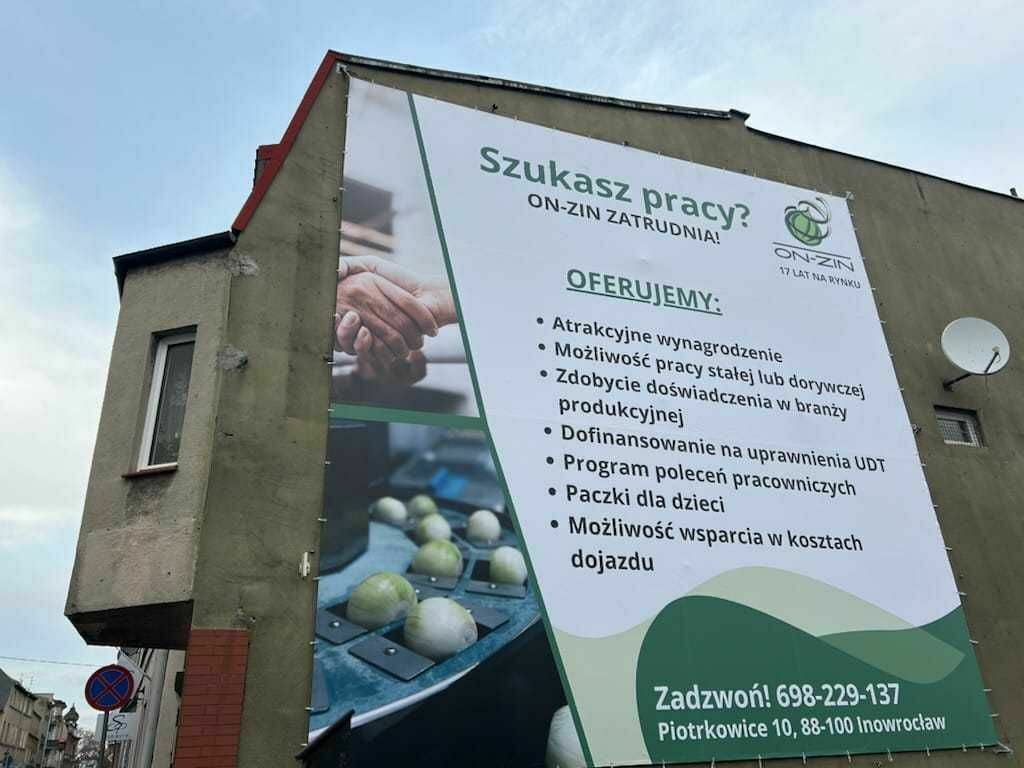 Szukasz pracy?
ON-ZIN ZATRUDNIA!
ON-ZIN
17 LAT NA RYNKU
OFERUJEMY:
• Atrakcyjne wynagrodzenie
• Możliwość pracy stałej lub dorywczej
• Zdobycie doświadczenia w branży
produkcyjnej
• Dofinansowanie na uprawnienia UDT
• Program poleceń pracowniczych
• Paczki dla dzieci
• Możliwość wsparcia w kosztach
dojazdu
Zadzwoń! 698-229-137
Piotrkowice 10, 88-100 Inowrocław